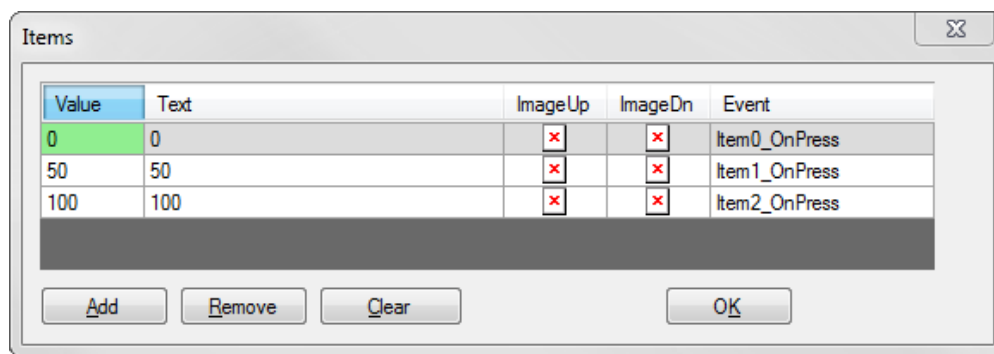 Items
Value Text ImageUp ImageDn Event
0 0 Item0_OnPress
50 50 Item1_OnPress
100 100 Item2_OnPress
Add Remove Clear OK